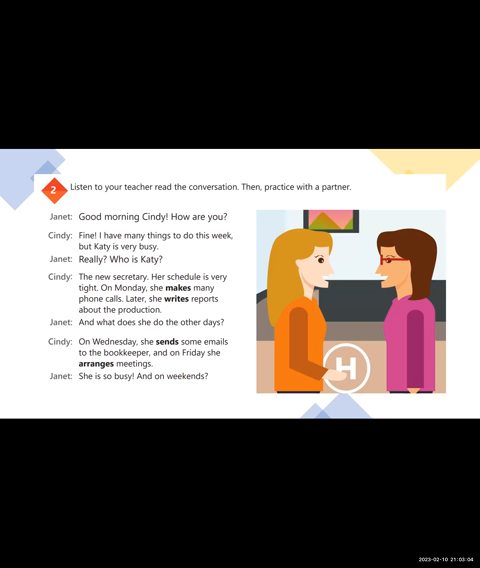 2
Listen to your teacher read the conversation. Then, practice with a partner.
Janet: Good morning Cindy! How are you?
Cindy: Fine! I have many things to do this week,
but Katy is very busy.
Janet: Really? Who is Katy?
Cindy: The new secretary. Her schedule is very
tight. On Monday, she makes many
phone calls. Later, she writes reports
about the production.
Janet: And what does she do the other days?
Cindy: On Wednesday, she sends some emails
to the bookkeeper, and on Friday she
arranges meetings.
Janet: She is so busy! And on weekends?
H
2023-02-10 21:03:04